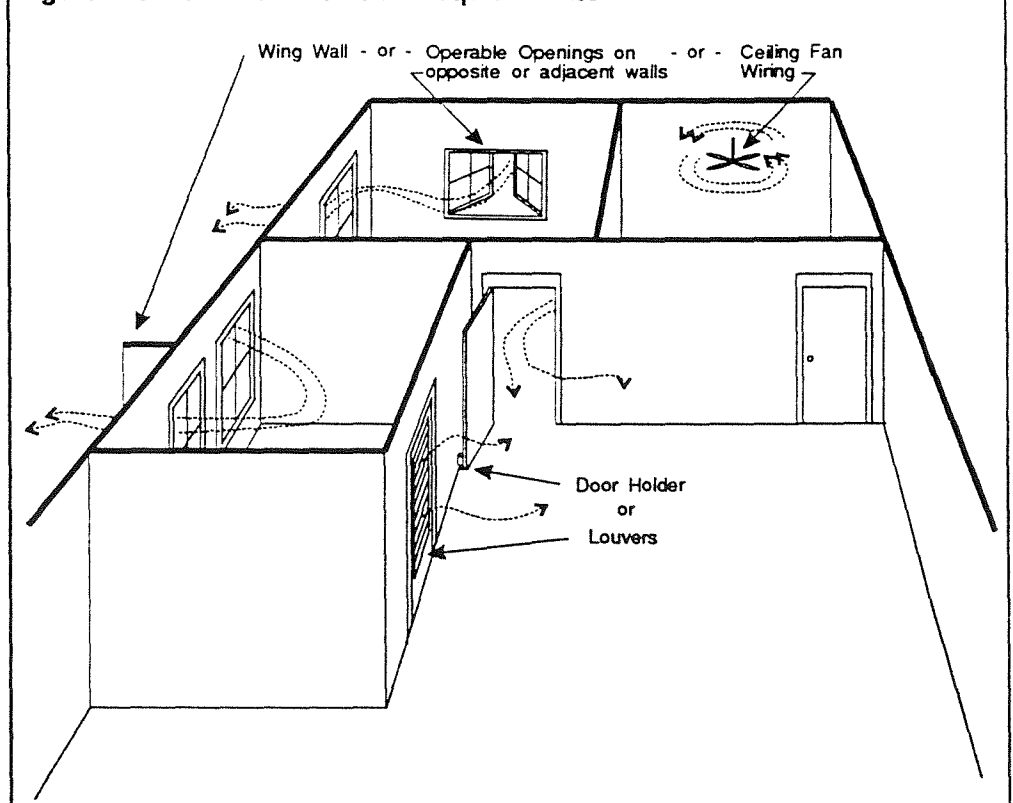 Wing Wall - or - Operable Openings on - or - Ceiling Fan
opposite or adjacent walls Wiring
Door Holder
or
Louvers